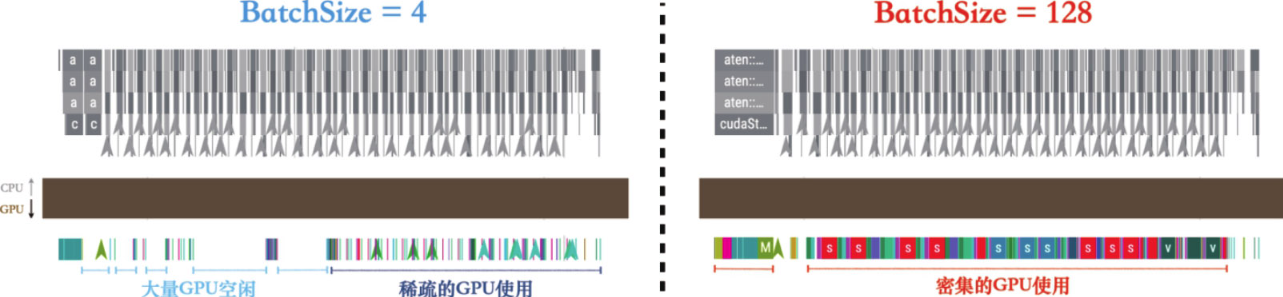 BatchSize = 4
BatchSize = 128
a a
a a
a a
c c
aten::...
aten::...
aten::...
cudaSt...
CPU
GPU
M s s s s s s s s s s v v
大量GPU空闲
稀疏的GPU使用
密集的GPU使用